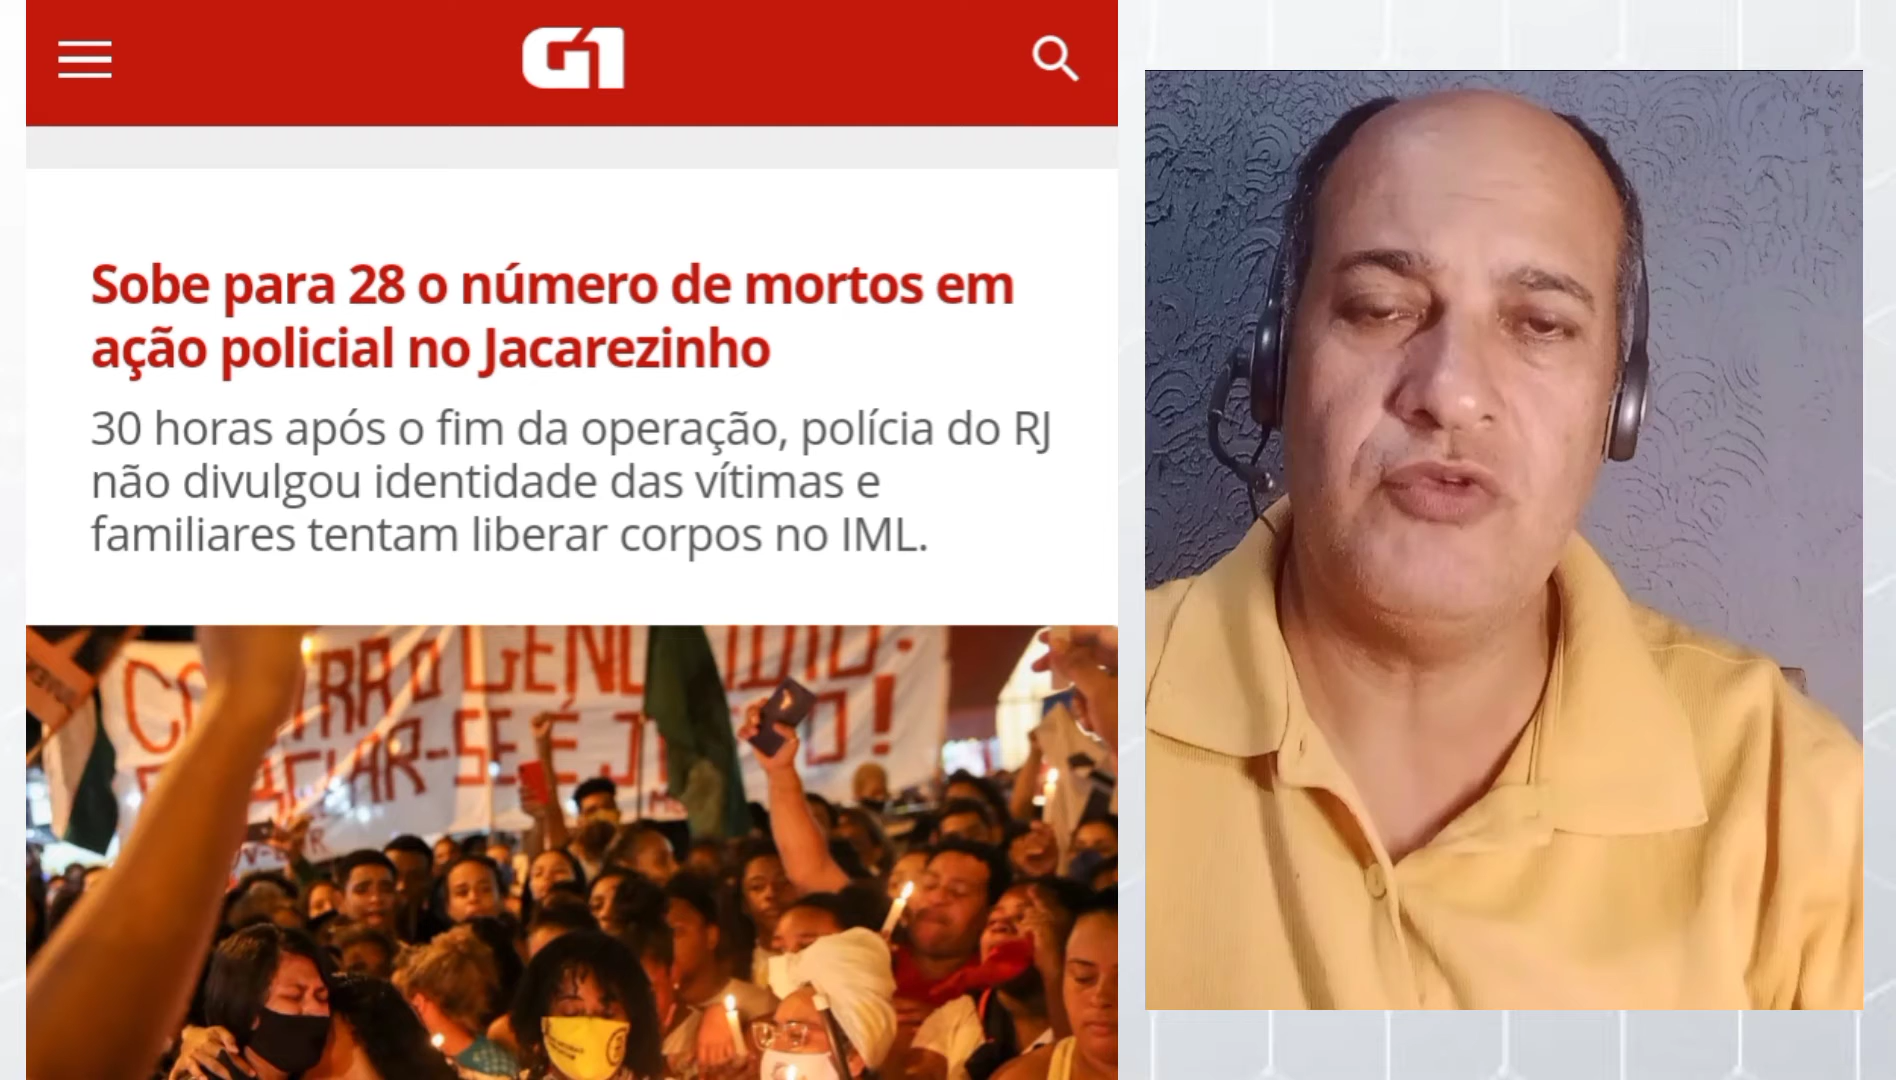 G1
Sobe para 28 o número de mortos em
ação policial no Jacarezinho
30 horas após o fim da operação, polícia do RJ
não divulgou identidade das vítimas e
familiares tentam liberar corpos no IML.